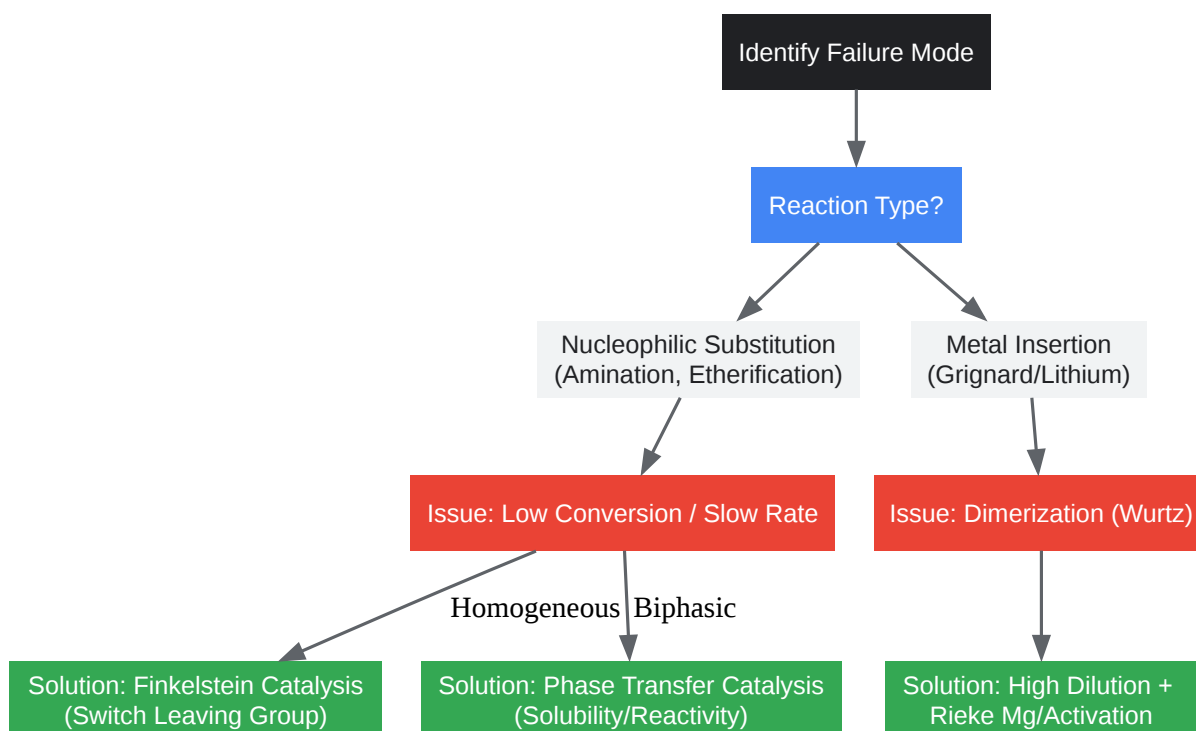 Identify Failure Mode
Reaction Type?
Nucleophilic Substitution
(Amination, Etherification)
Metal Insertion
(Grignard/Lithium)
Issue: Low Conversion / Slow Rate
Issue: Dimerization (Wurtz)
Homogeneous
Biphasic
Solution: Finkelstein Catalysis
(Switch Leaving Group)
Solution: Phase Transfer Catalysis
(Solubility/Reactivity)
Solution: High Dilution +
Rieke Mg/Activation